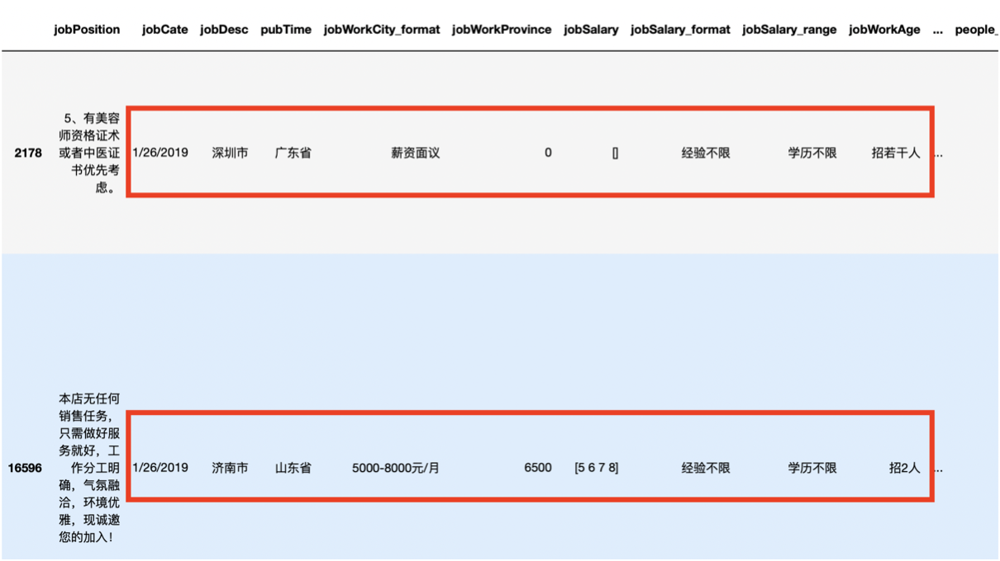 jobPosition jobCate jobDesc pubTime jobWorkCity_format jobWorkProvince jobSalary jobSalary_format jobSalary_range jobWorkAge ... people_
5、有美容
师资格证术
2178 或者中医证 1/26/2019 深圳市 广东省 薪资面议 0 [] 经验不限 学历不限 招若干人 ...
书优先考
虑。
本店无任何
销售任务，
只需做好服
务就好，工
16596 作分工明 1/26/2019 济南市 山东省 5000-8000元/月 6500 [5 6 7 8] 经验不限 学历不限 招2人 ...
确，气氛融
洽，环境优
雅，现诚邀
您的加入！